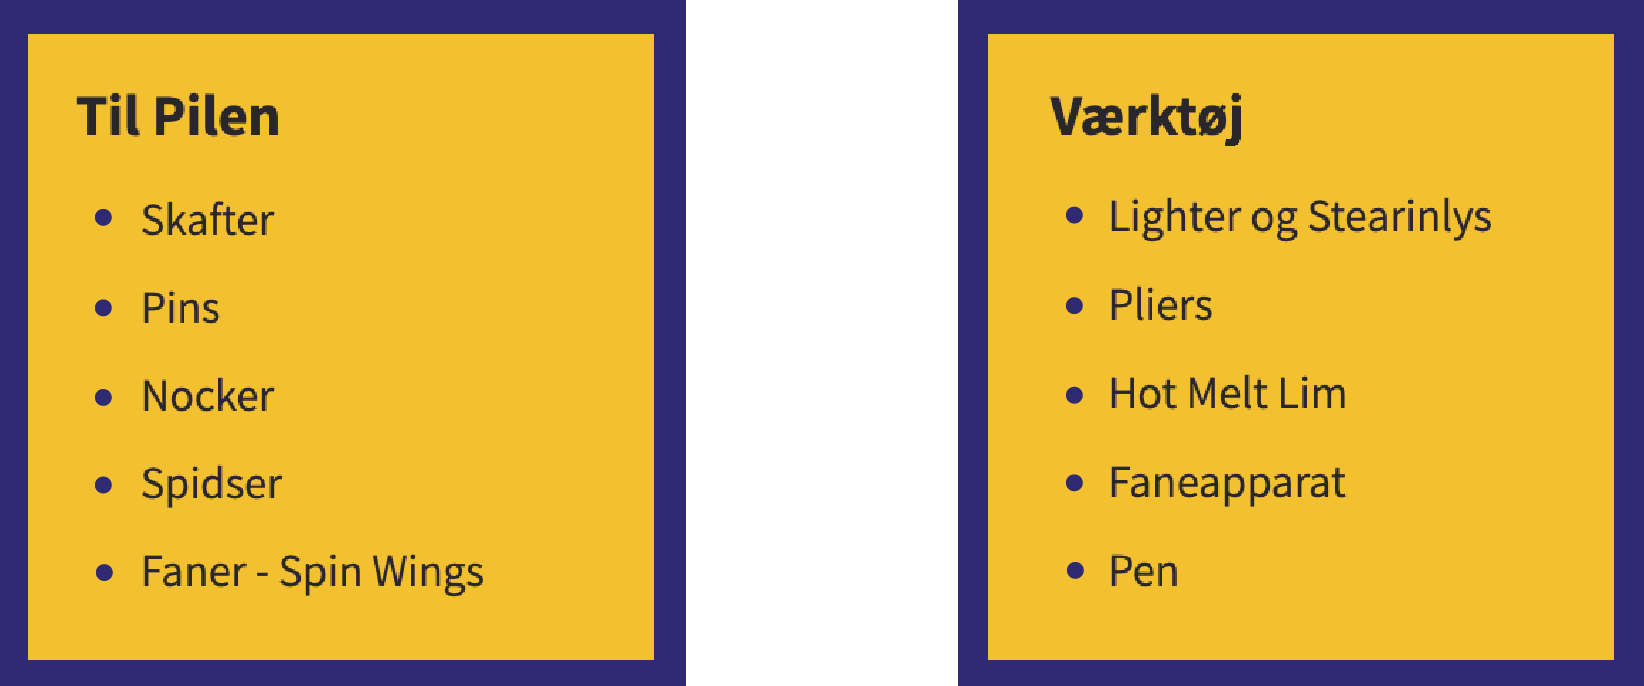 Til Pilen
Skafter
Pins
Nocker
Spidser
Faner - Spin Wings
Værktøj
Lighter og Stearinlys
Pliers
Hot Melt Lim
Faneapparat
Pen